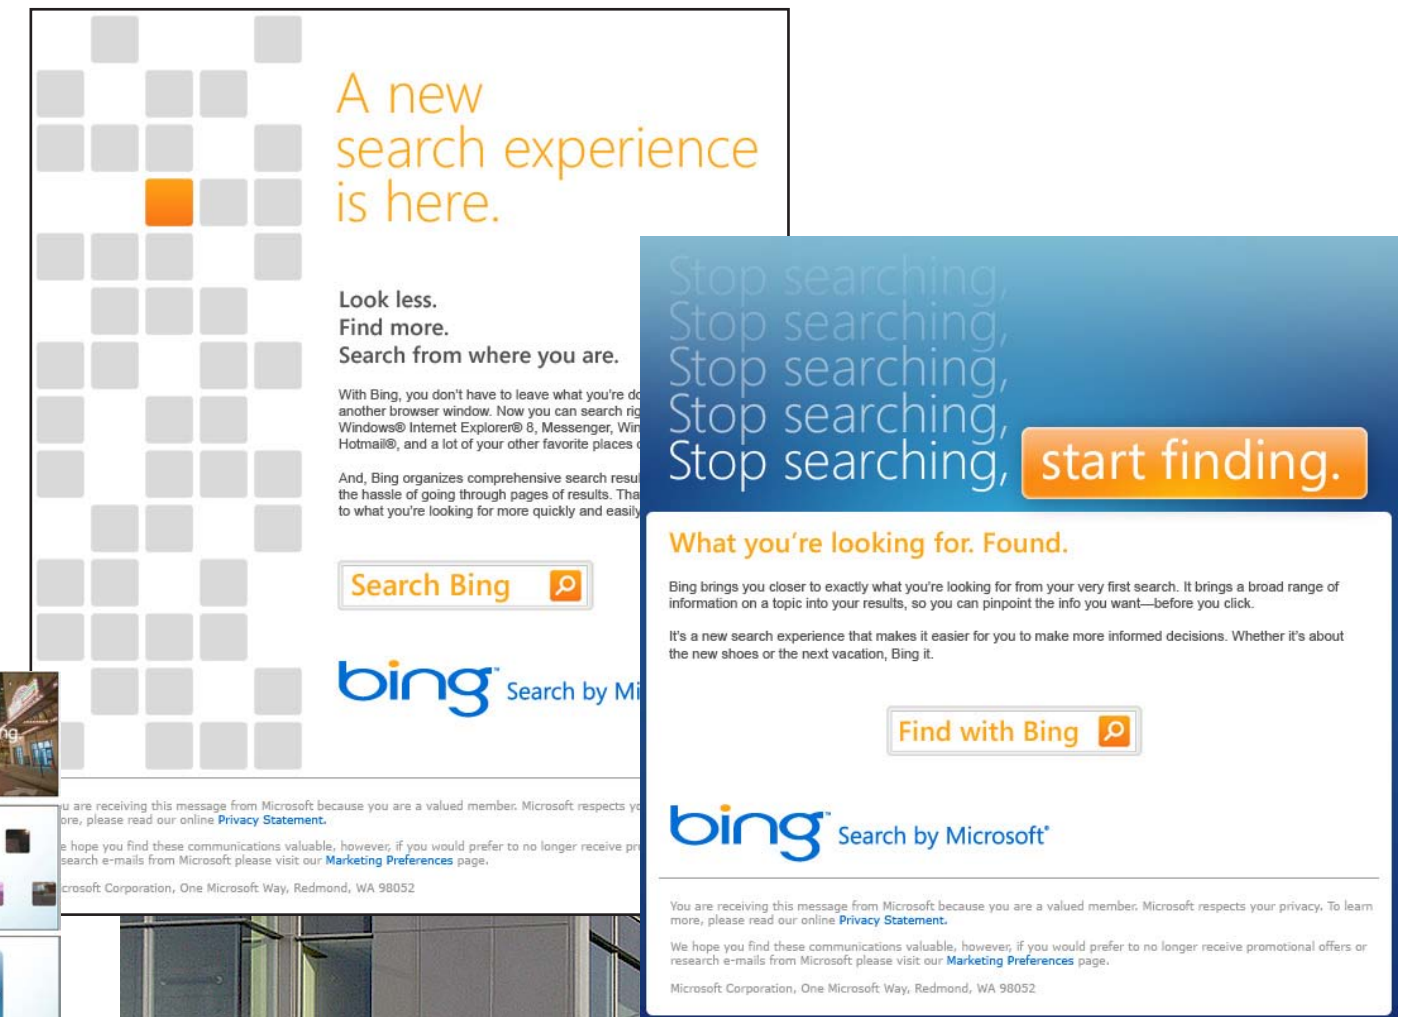 A new
search experience
is here.
Look less.
Find more.
Search from where you are.
With Bing, you don't have to leave what you're
another browser window. Now you can search
Windows® Internet Explorer® 8, Messenger,
Hotmail®, and a lot of your other favorite places
And, Bing organizes comprehensive search
the hassle of going through pages of results.
to what you're looking for more quickly and easily
Search Bing
bing™ Search by
are receiving this message from Microsoft because you are a valued member. Microsoft respects
please read our online Privacy Statement.
hope you find these communications valuable, however, if you would prefer to no longer receive
search e-mails from Microsoft please visit our Marketing Preferences page.
Corporation, One Microsoft Way, Redmond, WA 98052
Stop searching,
Stop searching,
Stop searching,
Stop searching,
Stop searching, start finding.
What you're looking for. Found.
Bing brings you closer to exactly what you're looking for from your very first search. It brings a broad range of
information on a topic into your results, so you can pinpoint the info you want—before you click.
It's a new search experience that makes it easier for you to make more informed decisions. Whether it's about
the new shoes or the next vacation, Bing it.
Find with Bing
bing™ Search by Microsoft®
You are receiving this message from Microsoft because you are a valued member. Microsoft respects your privacy. To learn
more, please read our online Privacy Statement.
We hope you find these communications valuable, however, if you would prefer to no longer receive promotional offers or
research e-mails from Microsoft please visit our Marketing Preferences page.
Microsoft Corporation, One Microsoft Way, Redmond, WA 98052